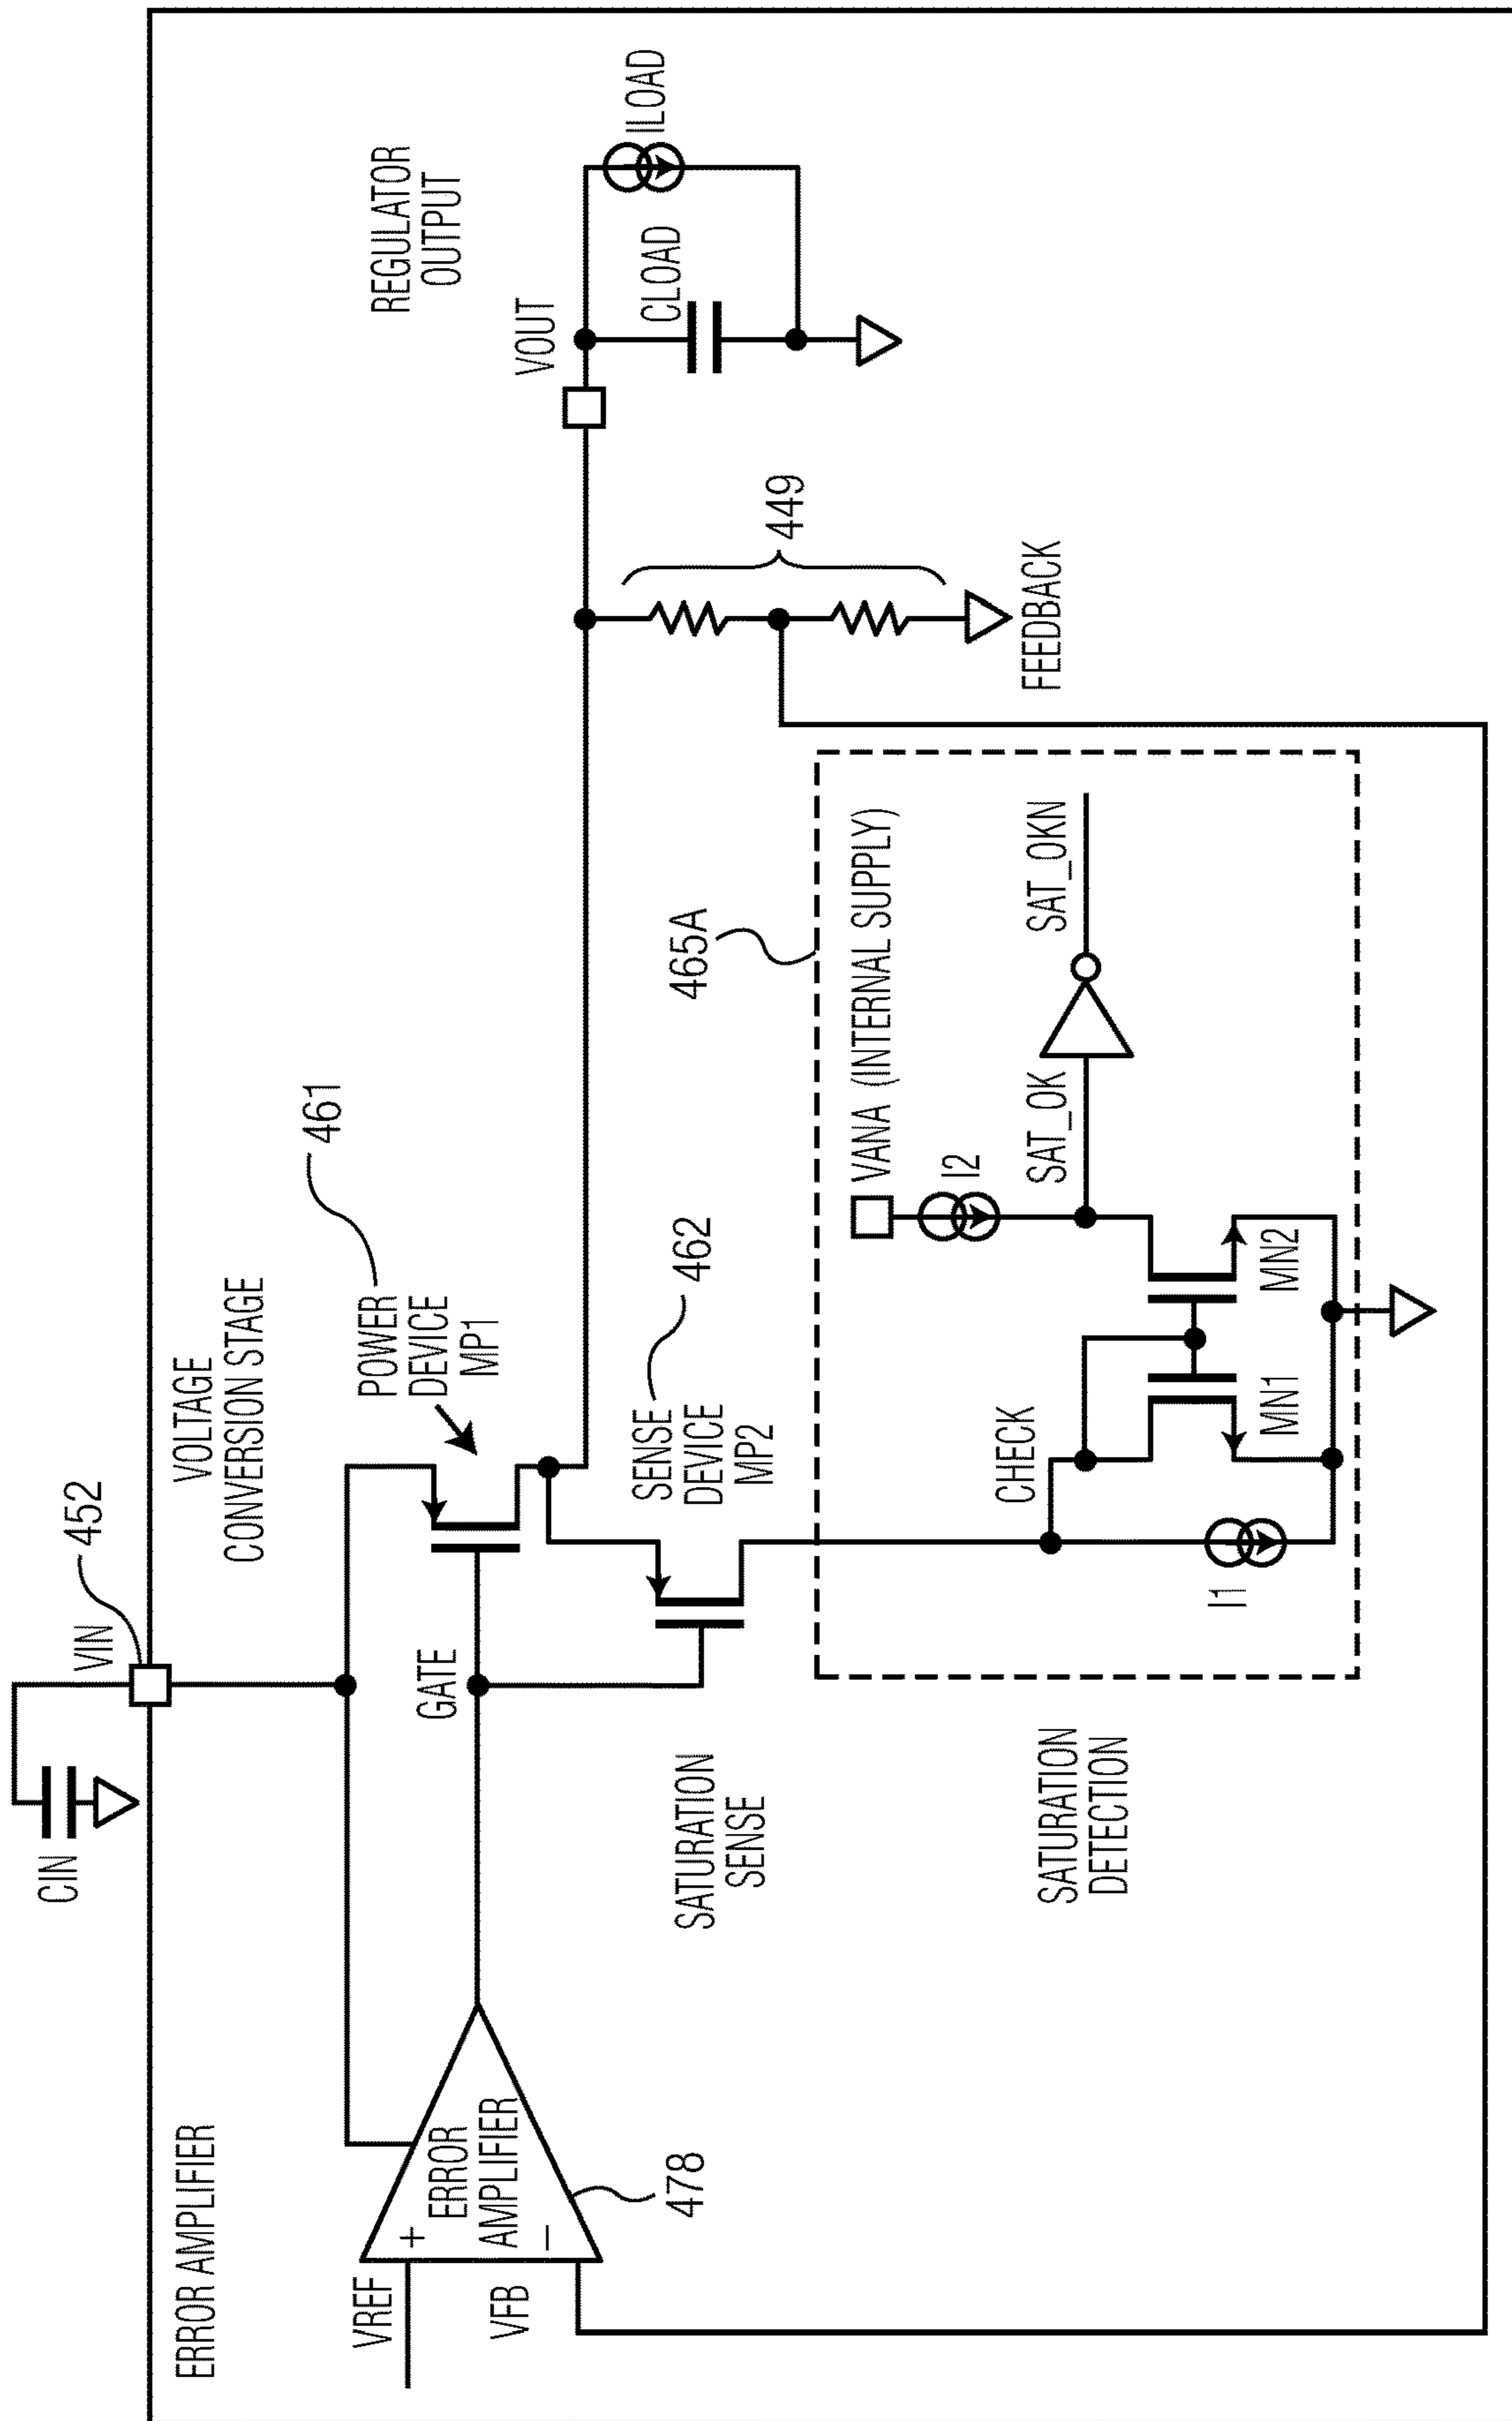 ERROR AMPLIFIER
CIN
VIN
452
VOLTAGE
CONVERSION STAGE
461
POWER
DEVICE
MP1
REGULATOR
OUTPUT
VREF
+
ERROR
AMPLIFIER
VFB
−
478
GATE
VOUT
CLOAD
ILOAD
SATURATION
SENSE
SENSE
DEVICE
MP2
462
465A
449
FEEDBACK
SATURATION
DETECTION
VANA (INTERNAL SUPPLY)
I2
CHECK
SAT_OK
SAT_OKN
I1
MN1
MN2